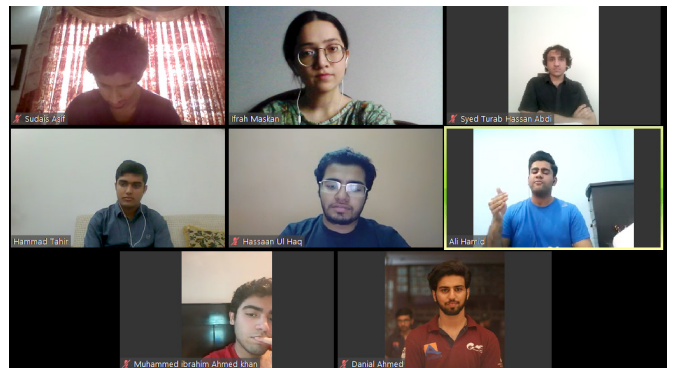 Sudais Asif
Ifrah Maskan
Syed Turab Hassan Abdi
Hammad Tahir
Hassaan Ul Haq
Ali Hamid
Muhammed ibrahim Ahmed khan
Danial Ahmed